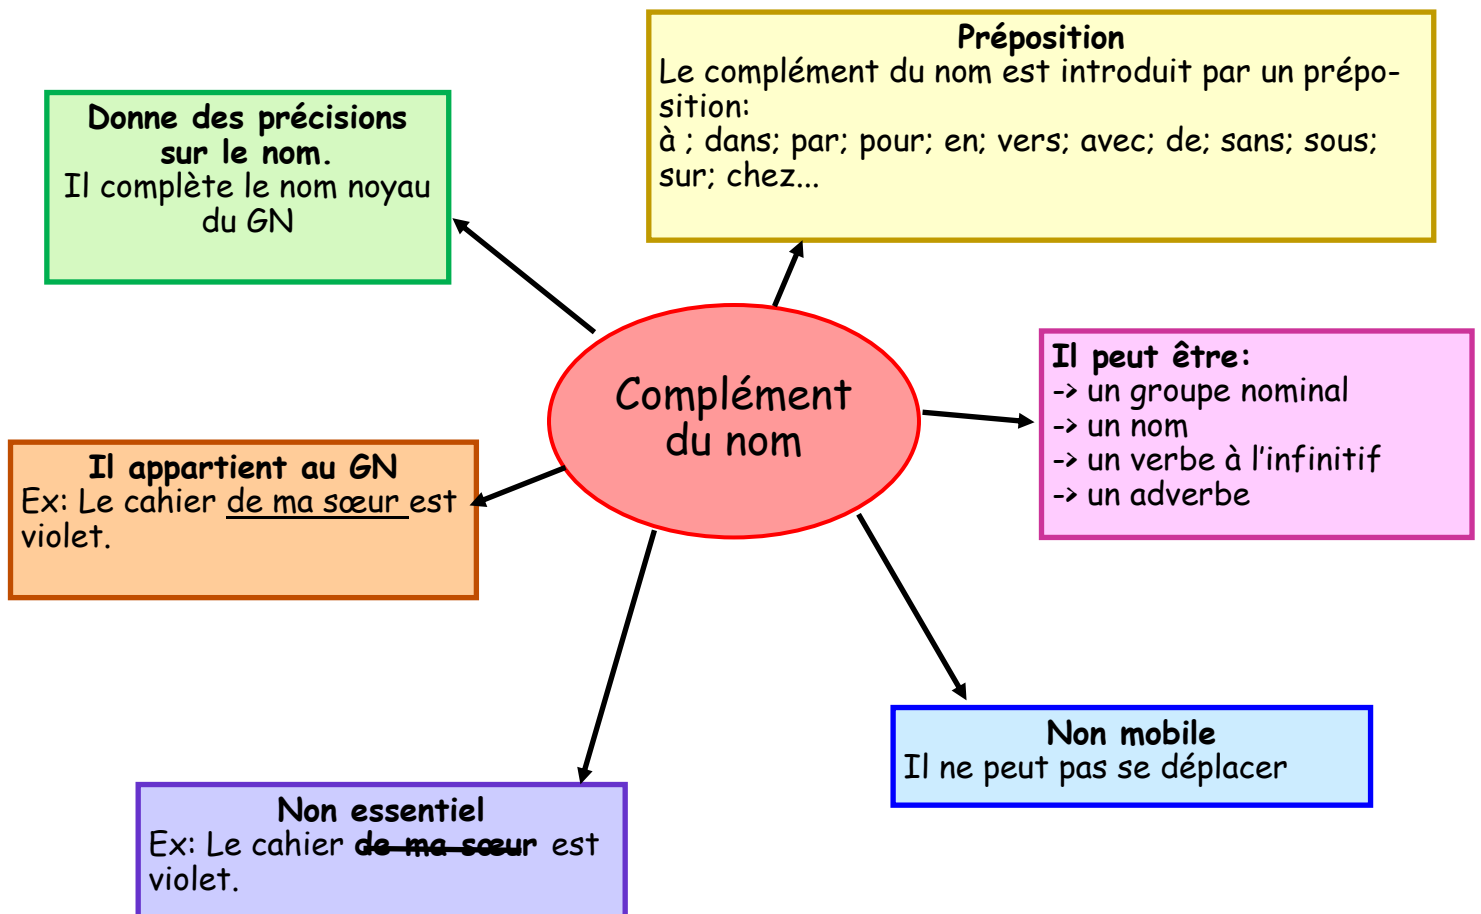 Préposition
Le complément du nom est introduit par un prépo-
sition:
à ; dans; par; pour; en; vers; avec; de; sans; sous;
sur; chez...
Donne des précisions
sur le nom.
Il complète le nom noyau
du GN
Complément
du nom
Il peut être:
-> un groupe nominal
-> un nom
-> un verbe à l'infinitif
-> un adverbe
Il appartient au GN
Ex: Le cahier de ma sœur est
violet.
Non mobile
Il ne peut pas se déplacer
Non essentiel
Ex: Le cahier de ma sœur est
violet.